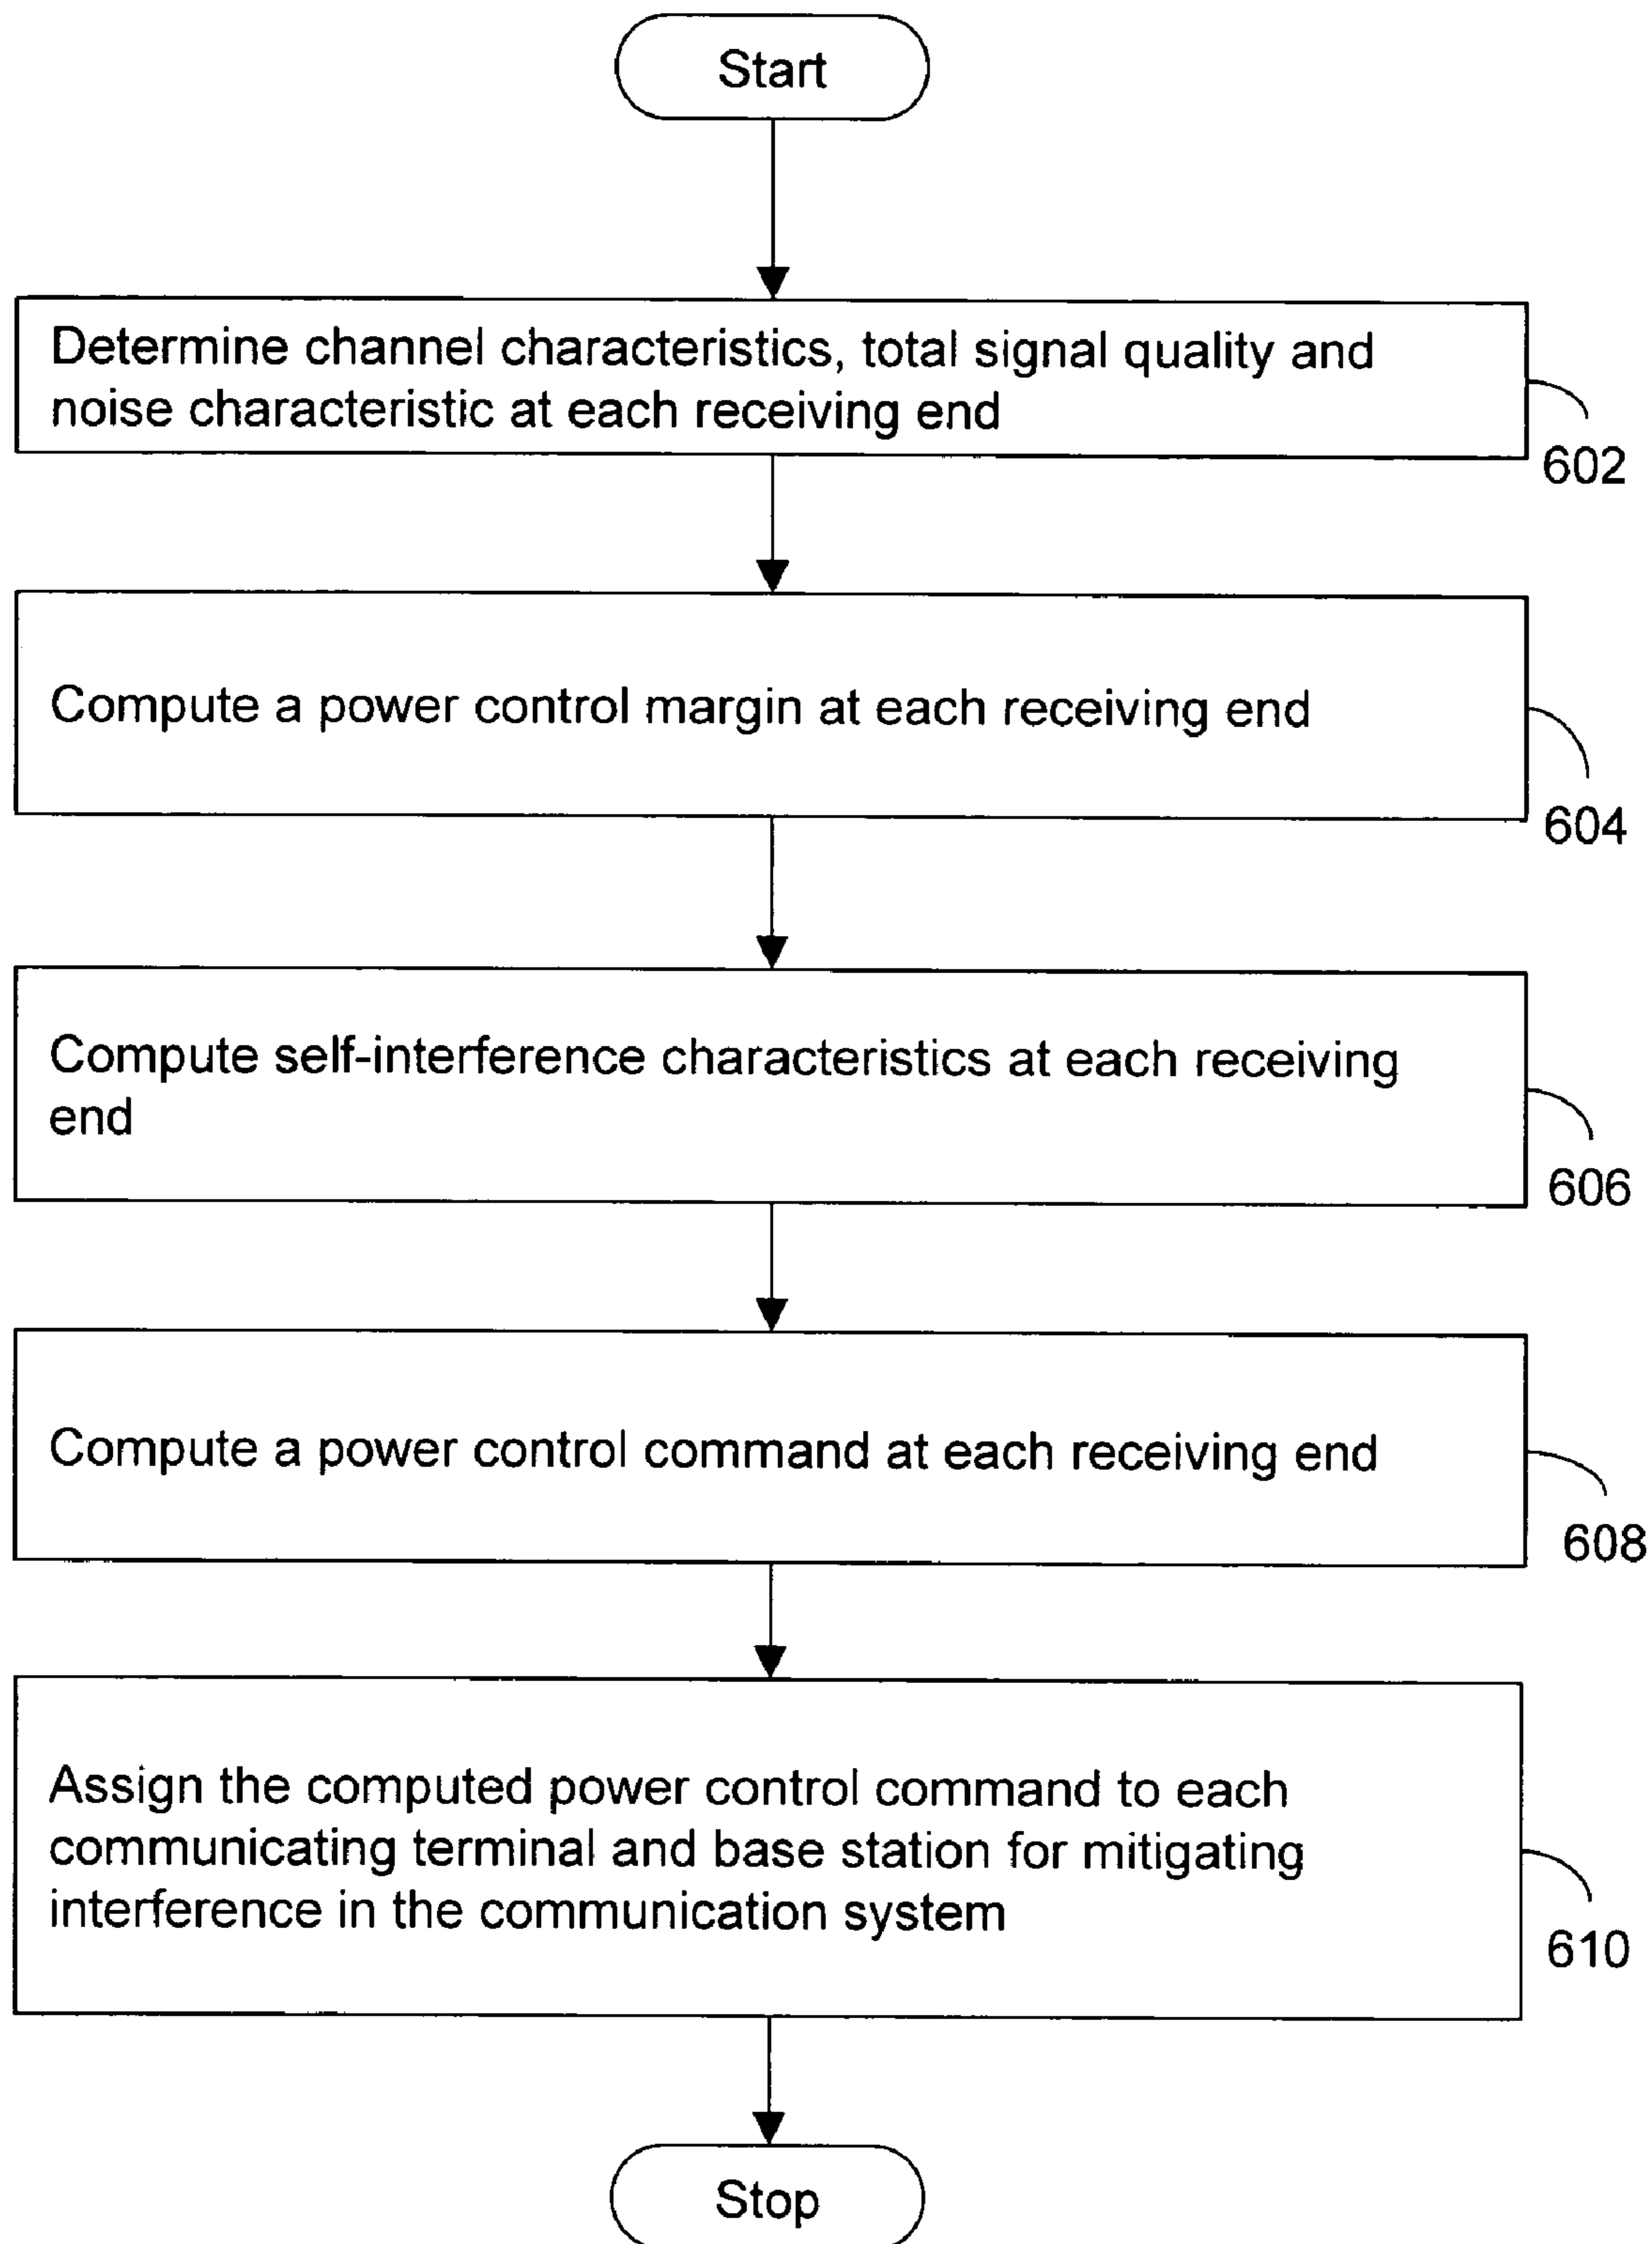 Start
Determine channel characteristics, total signal quality and
noise characteristic at each receiving end
602
Compute a power control margin at each receiving end
604
Compute self-interference characteristics at each receiving
end
606
Compute a power control command at each receiving end
608
Assign the computed power control command to each
communicating terminal and base station for mitigating
interference in the communication system
610
Stop